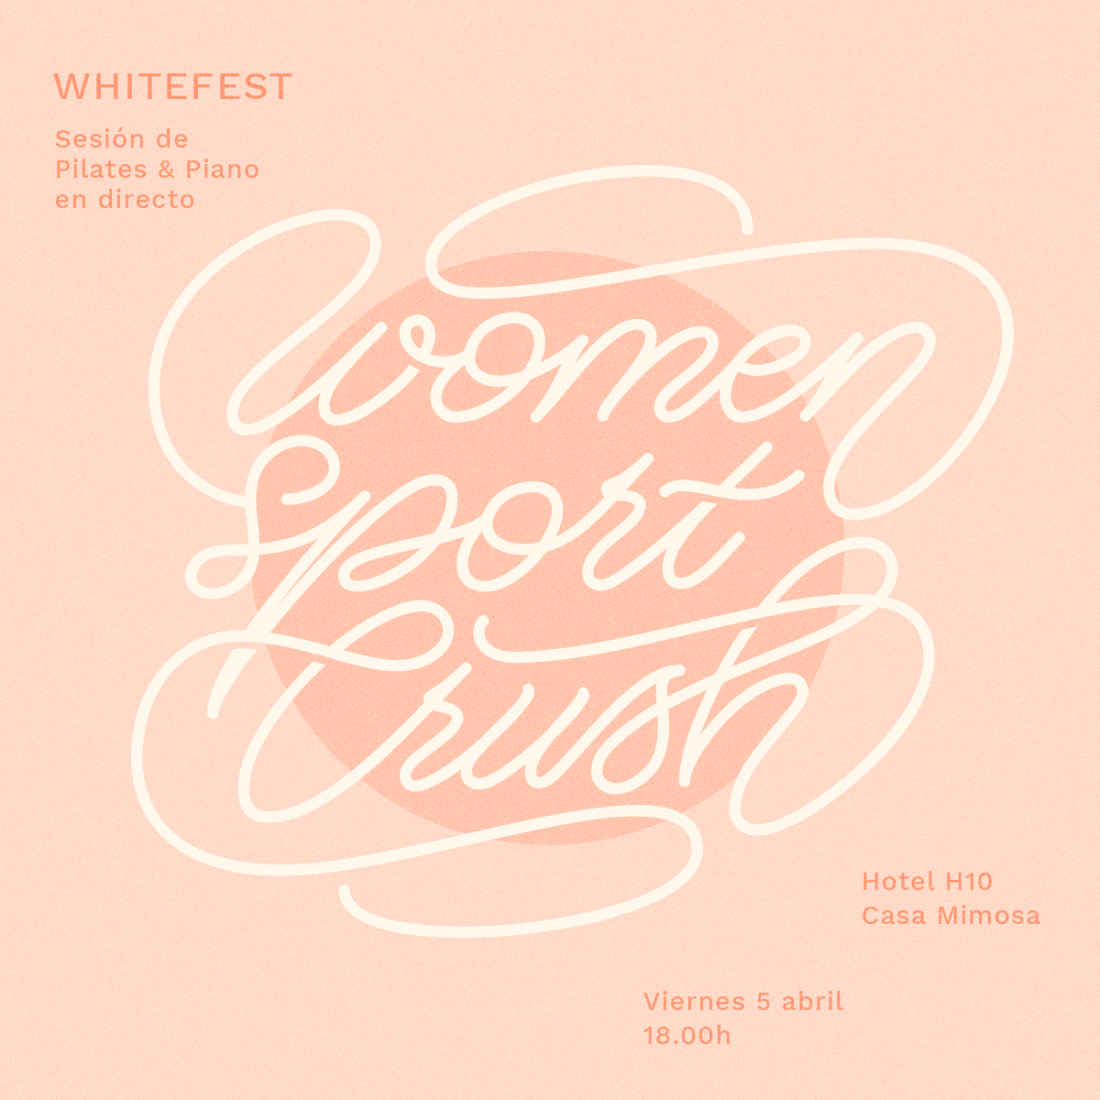 WHITEFEST
Sesión de
Pilates & Piano
en directo
women
Sport
Crush
Hotel H10
Casa Mimosa
Viernes 5 abril
18.00h